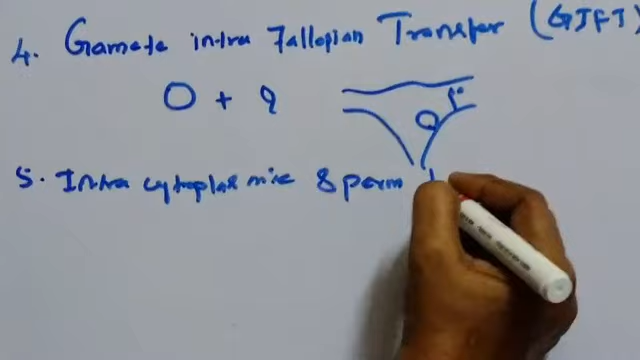 4. Gamete intra Fallopian Transfer (GIFT)
O + 
5. Intra cytoplasmic Sperm I